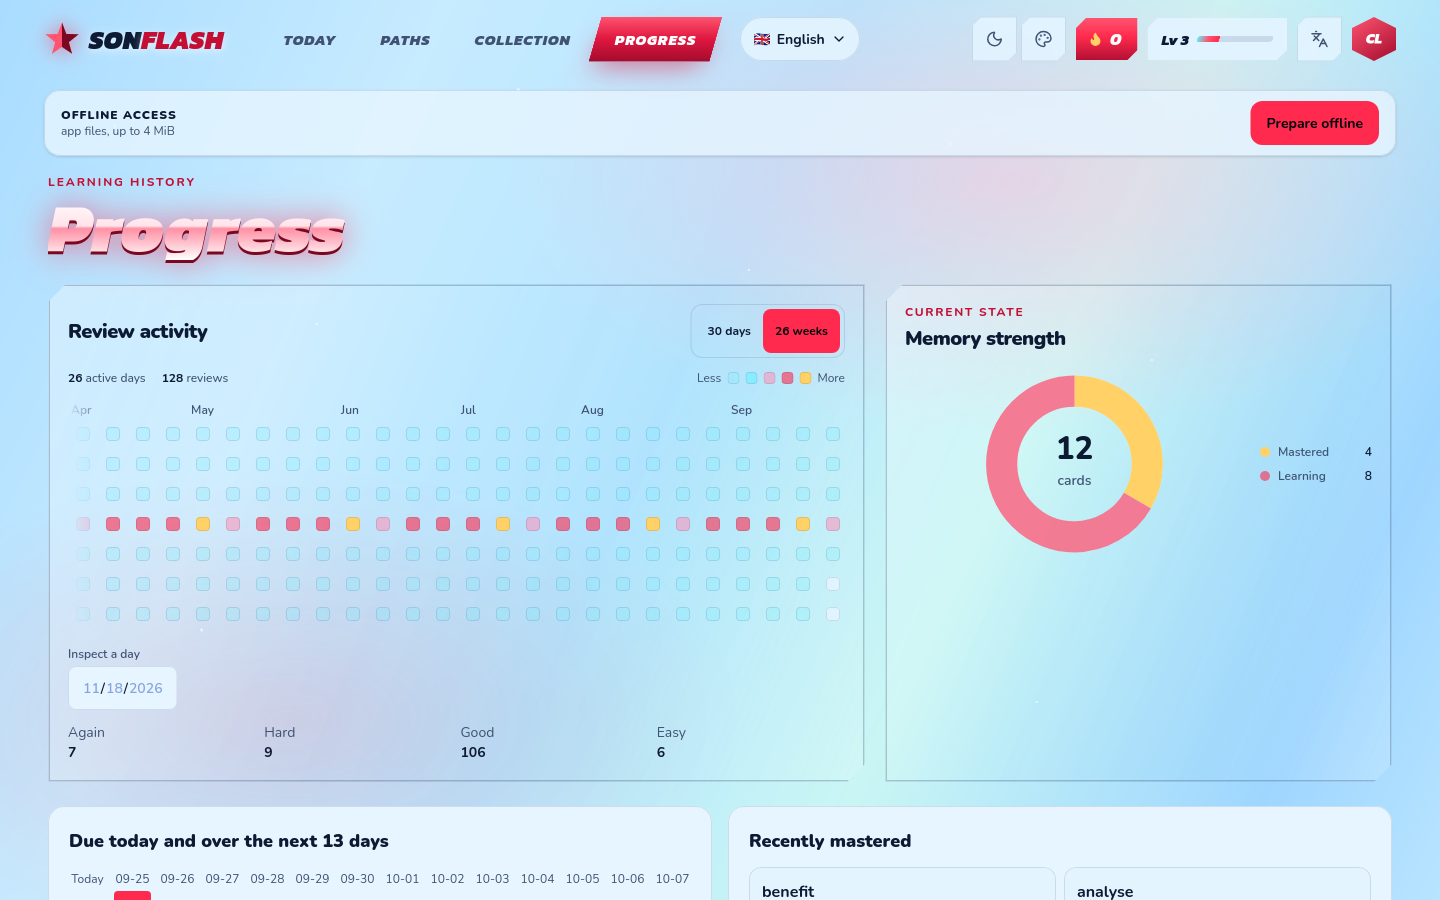 SONFLASH
TODAY
PATHS
COLLECTION
PROGRESS
English
0
Lv 3
CL
OFFLINE ACCESS
app files, up to 4 MiB
Prepare offline
LEARNING HISTORY
Progress
Review activity
30 days
26 weeks
26 active days 128 reviews
Less
More
Apr May Jun Jul Aug Sep
Inspect a day
11/18/2026
Again Hard Good Easy
7 9 106 6
CURRENT STATE
Memory strength
12
cards
Mastered 4
Learning 8
Due today and over the next 13 days
Today 09-25 09-26 09-27 09-28 09-29 09-30 10-01 10-02 10-03 10-04 10-05 10-06 10-07
Recently mastered
benefit
analyse